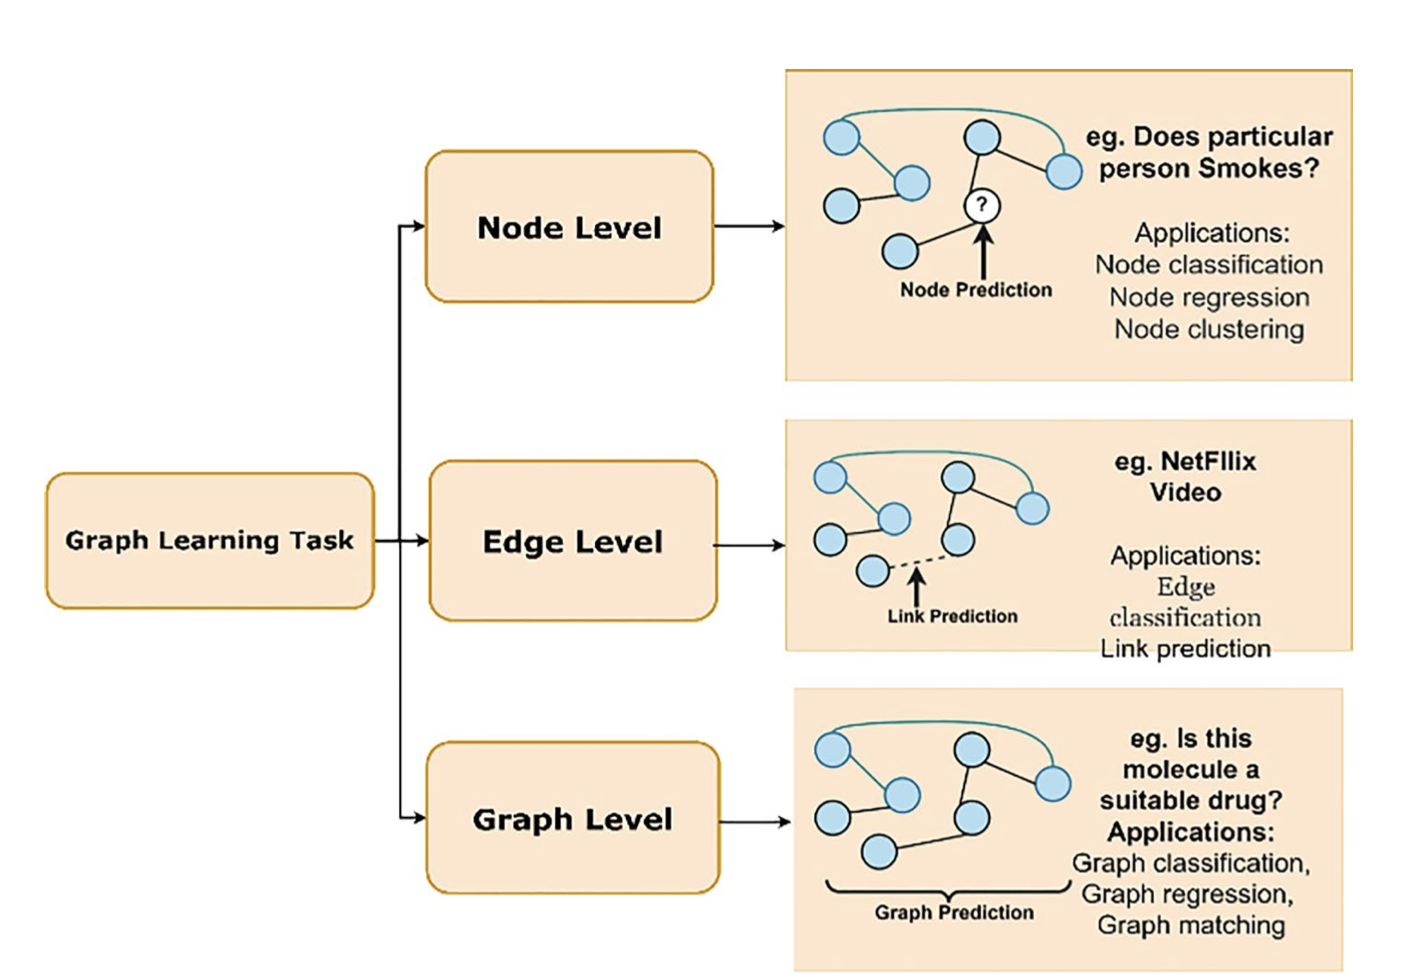 Graph Learning Task
Node Level
eg. Does particular
person Smokes?
?
Node Prediction
Applications:
Node classification
Node regression
Node clustering
Edge Level
eg. NetFllix
Video
Link Prediction
Applications:
Edge
classification
Link prediction
Graph Level
eg. Is this
molecule a
suitable drug?
Applications:
Graph classification,
Graph regression,
Graph matching
Graph Prediction